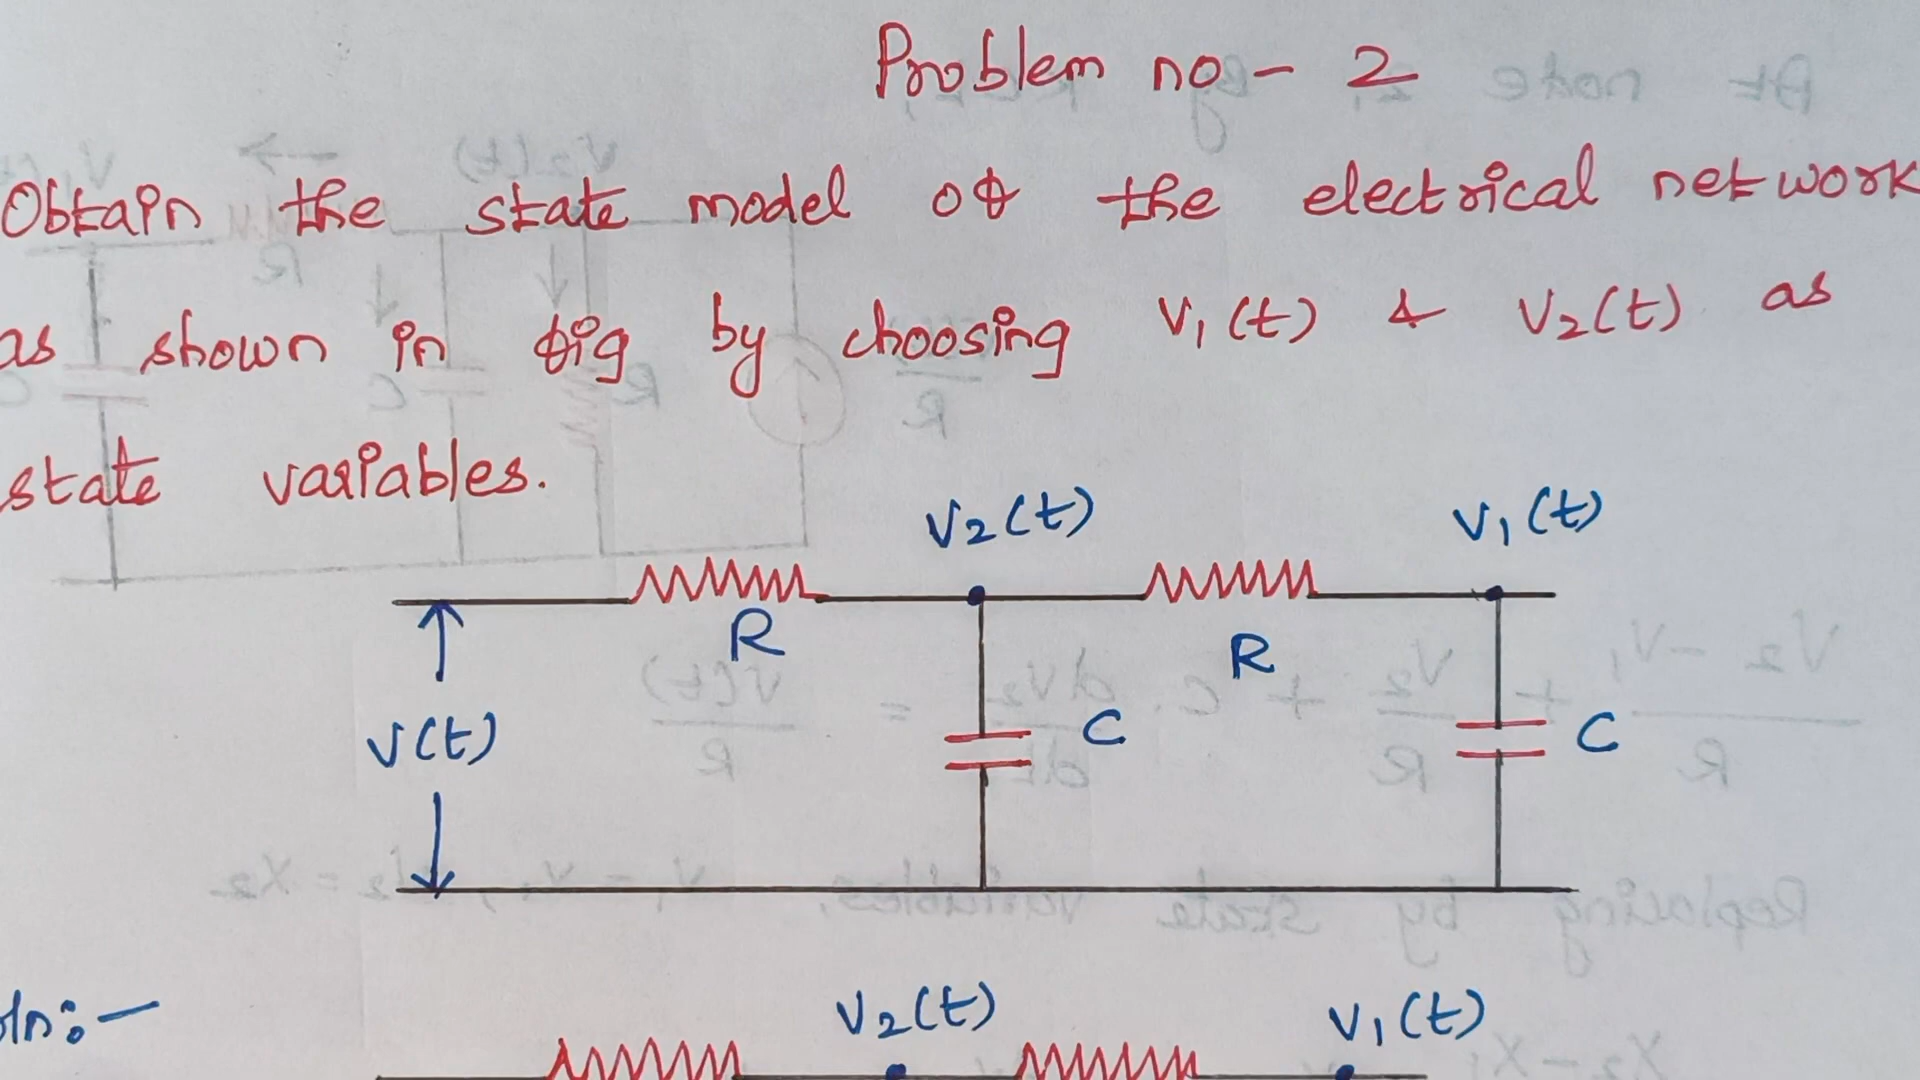 Problem no - 2
Obtain the state model of the electrical network
as shown in fig by choosing V₁(t) & V₂(t) as
state variables.
V₂(t) V₁(t)
R R
V(t) C C
oln:-
V₂(t) V₁(t)